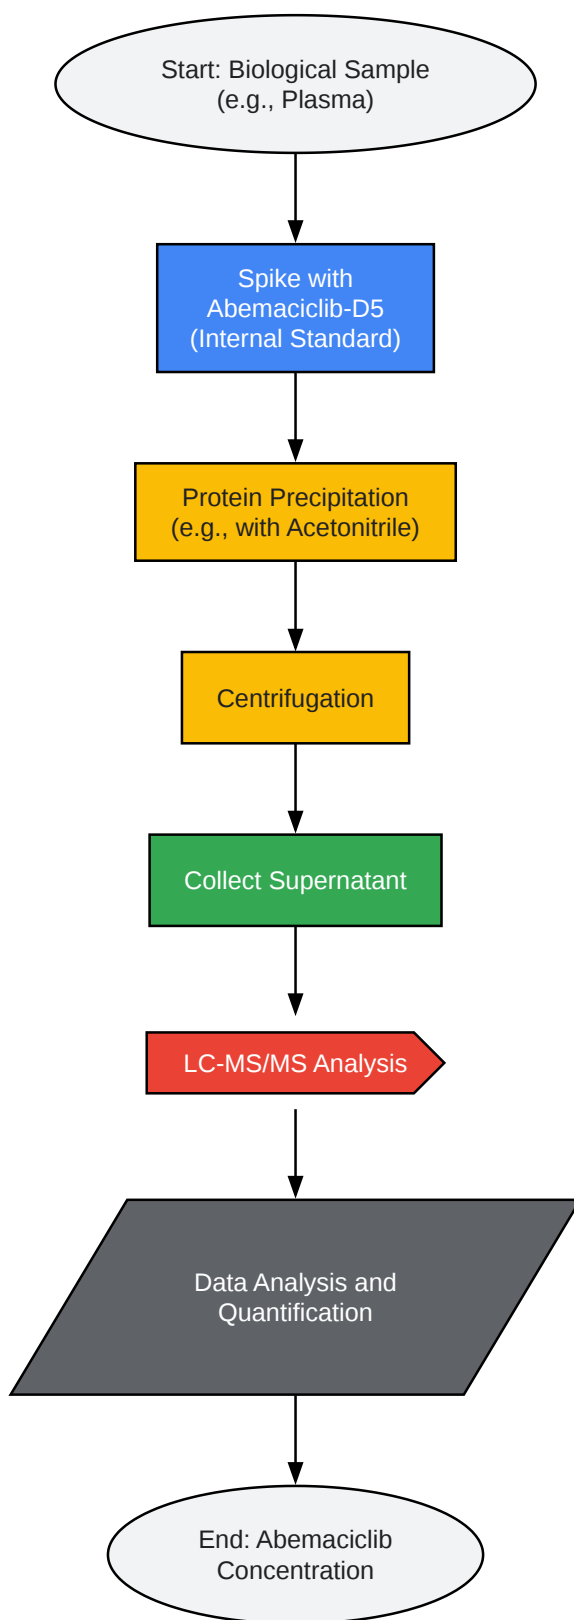 Start: Biological Sample
(e.g., Plasma)
Spike with
Abemaciclib-D5
(Internal Standard)
Protein Precipitation
(e.g., with Acetonitrile)
Centrifugation
Collect Supernatant
LC-MS/MS Analysis
Data Analysis and
Quantification
End: Abemaciclib
Concentration